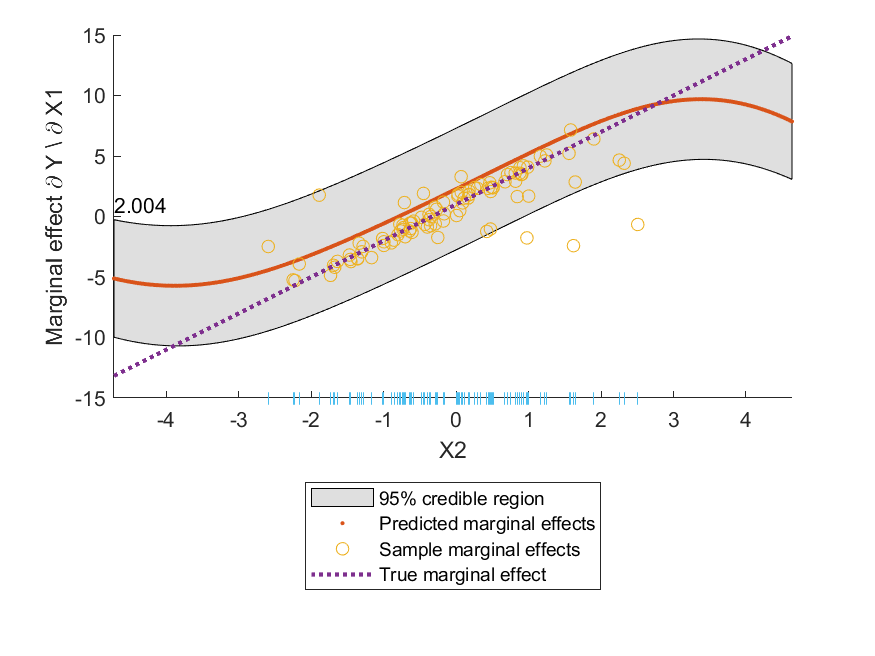 15
10
5
0
-5
-10
-15
2.004
Marginal effect ∂ Y \ ∂ X1
-4 -3 -2 -1 0 1 2 3 4
X2
95% credible region
Predicted marginal effects
Sample marginal effects
True marginal effect